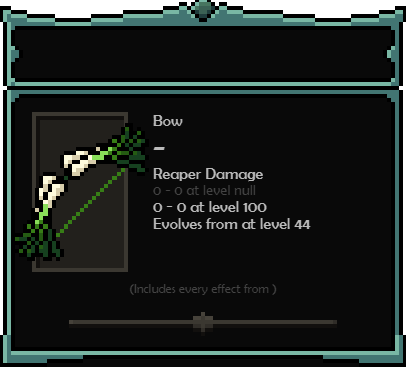 Bow
–
Reaper Damage
0 - 0 at level null
0 - 0 at level 100
Evolves from at level 44
(Includes every effect from )